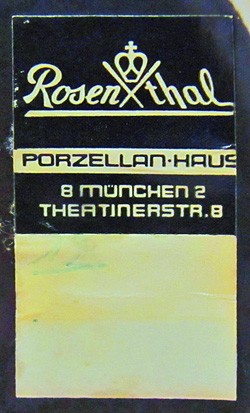 Rosenthal
PORZELLAN·HAUS
8 MÜNCHEN 2
THEATINERSTR.8